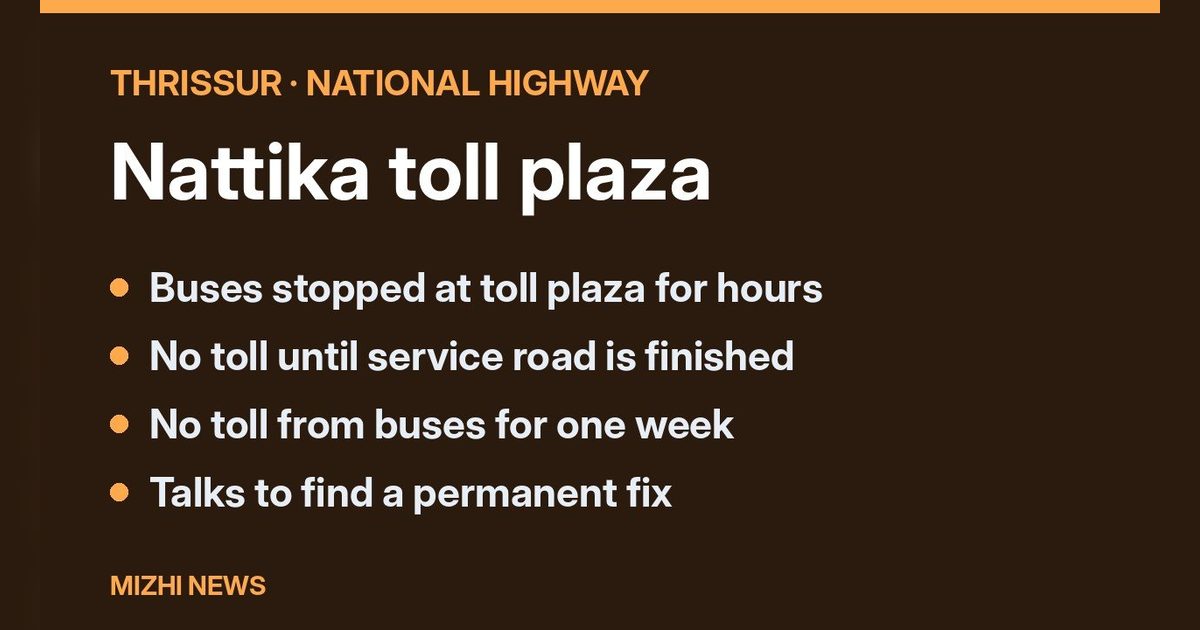 THRISSUR · NATIONAL HIGHWAY
Nattika toll plaza
Buses stopped at toll plaza for hours
No toll until service road is finished
No toll from buses for one week
Talks to find a permanent fix
MIZHI NEWS